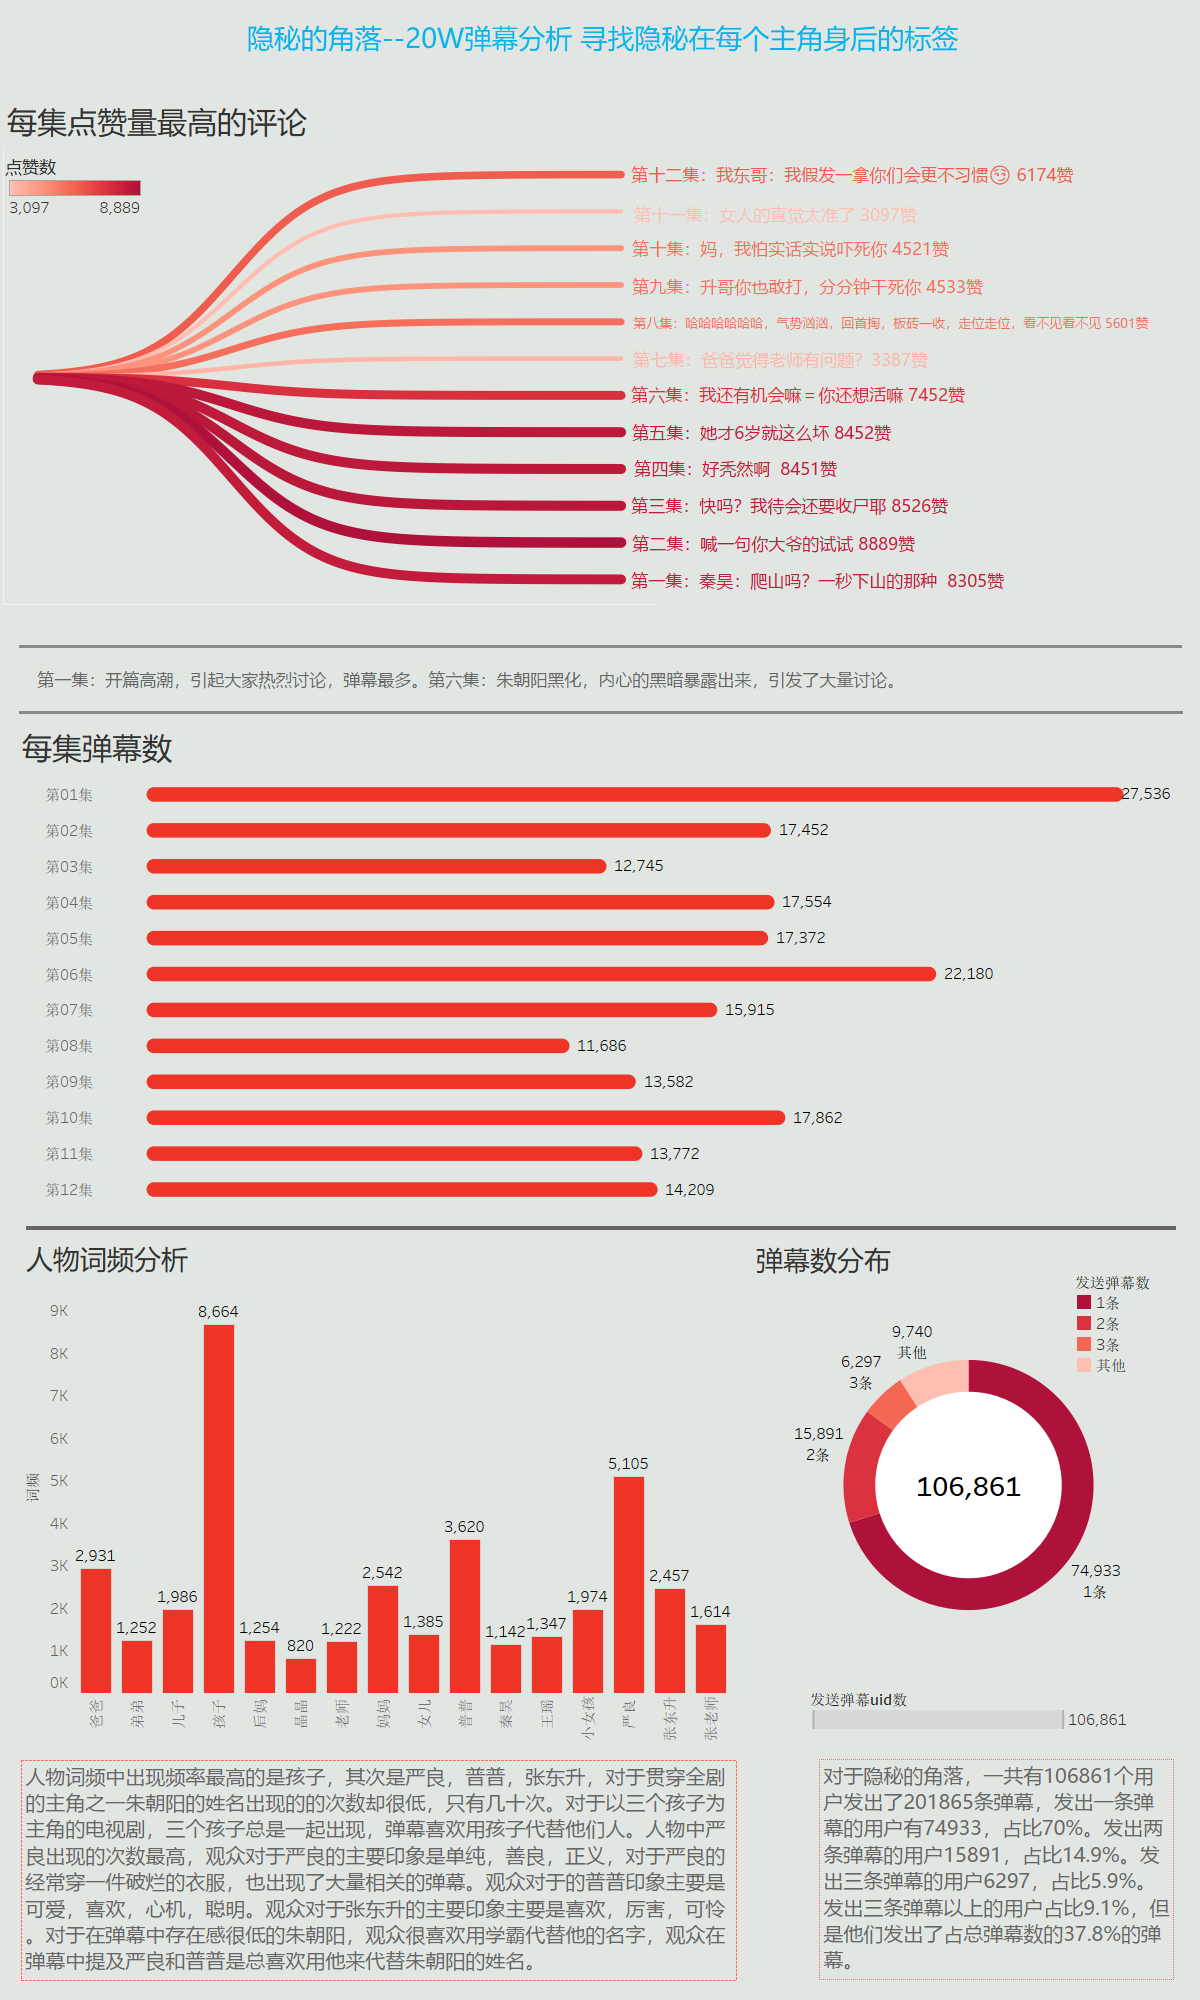 隐秘的角落--20W弹幕分析 寻找隐秘在每个主角身后的标签
每集点赞量最高的评论
点赞数
3,097 8,889
第十二集：我东哥：我假发一拿你们会更不习惯😏 6174赞
第十一集：女人的直觉太准了 3097赞
第十集：妈，我怕实话实说吓死你 4521赞
第九集：升哥你也敢打，分分钟干死你 4533赞
第八集：哈哈哈哈哈哈，气势汹汹，回首掏，板砖一收，走位走位，看不见看不见 5601赞
第七集：爸爸觉得老师有问题？3387赞
第六集：我还有机会嘛＝你还想活嘛 7452赞
第五集：她才6岁就这么坏 8452赞
第四集：好秃然啊 8451赞
第三集：快吗？我待会还要收尸耶 8526赞
第二集：喊一句你大爷的试试 8889赞
第一集：秦昊：爬山吗？一秒下山的那种 8305赞
第一集：开篇高潮，引起大家热烈讨论，弹幕最多。第六集：朱朝阳黑化，内心的黑暗暴露出来，引发了大量讨论。
每集弹幕数
第01集 27,536
第02集 17,452
第03集 12,745
第04集 17,554
第05集 17,372
第06集 22,180
第07集 15,915
第08集 11,686
第09集 13,582
第10集 17,862
第11集 13,772
第12集 14,209
人物词频分析
词频
9K
8K
7K
6K
5K
4K
3K
2K
1K
0K
2,931
1,252
1,986
8,664
1,254
820
1,222
2,542
1,385
3,620
1,142
1,347
1,974
5,105
2,457
1,614
爸爸
弟弟
儿子
孩子
后妈
晶晶
老师
妈妈
女儿
普普
秦昊
王瑶
小女孩
严良
张东升
张老师
弹幕数分布
发送弹幕数
1条
2条
3条
其他
9,740
其他
6,297
3条
15,891
2条
106,861
74,933
1条
发送弹幕uid数
106,861
人物词频中出现频率最高的是孩子，其次是严良，普普，张东升，对于贯穿全剧
的主角之一朱朝阳的姓名出现的的次数却很低，只有几十次。对于以三个孩子为
主角的电视剧，三个孩子总是一起出现，弹幕喜欢用孩子代替他们人。人物中严
良出现的次数最高，观众对于严良的主要印象是单纯，善良，正义，对于严良的
经常穿一件破烂的衣服，也出现了大量相关的弹幕。观众对于的普普印象主要是
可爱，喜欢，心机，聪明。观众对于张东升的主要印象主要是喜欢，厉害，可怜
。对于在弹幕中存在感很低的朱朝阳，观众很喜欢用学霸代替他的名字，观众在
弹幕中提及严良和普普是总喜欢用他来代替朱朝阳的姓名。
对于隐秘的角落，一共有106861个用
户发出了201865条弹幕，发出一条弹
幕的用户有74933，占比70%。发出两
条弹幕的用户15891，占比14.9%。发
出三条弹幕的用户6297，占比5.9%。
发出三条弹幕以上的用户占比9.1%，但
是他们发出了占总弹幕数的37.8%的弹
幕。